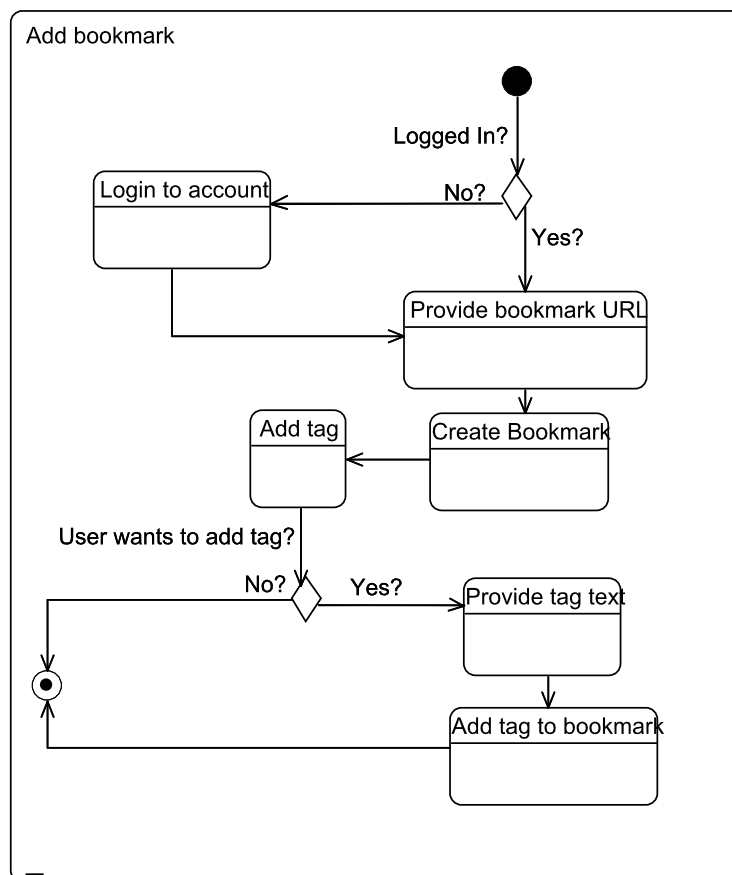 Add bookmark
Logged In?
Login to account
No?
Yes?
Provide bookmark URL
Add tag
Create Bookmark
User wants to add tag?
No?
Yes?
Provide tag text
Add tag to bookmark